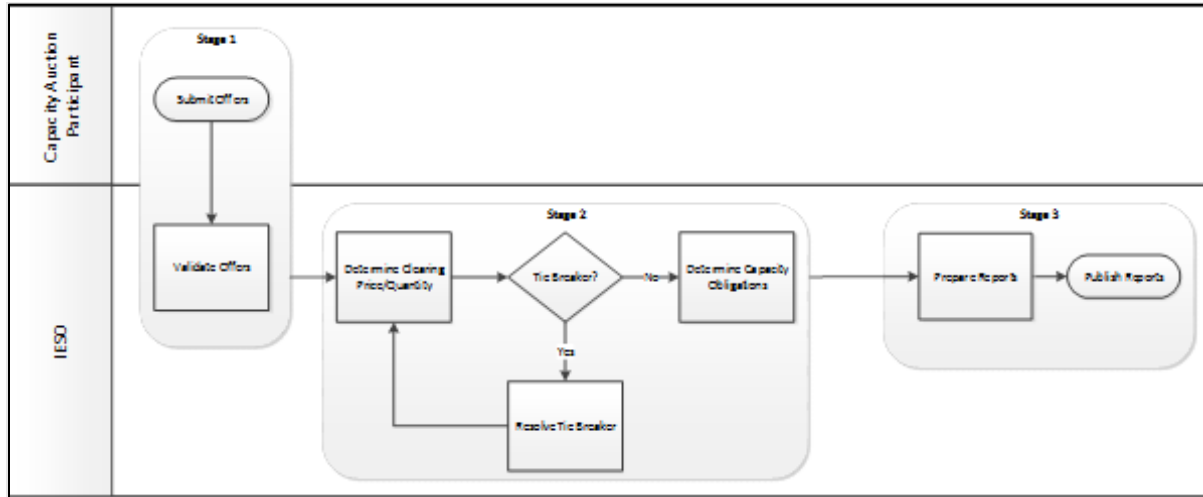 Capacity Auction
Participant
Stage 1
Submit Offers
IESO
Validate Offers
Stage 2
Determine Clearing
Price/Quantity
Tie Breaker?
No
Determine Capacity
Obligations
Yes
Resolve Tie Breaker
Stage 3
Prepare Reports
Publish Reports